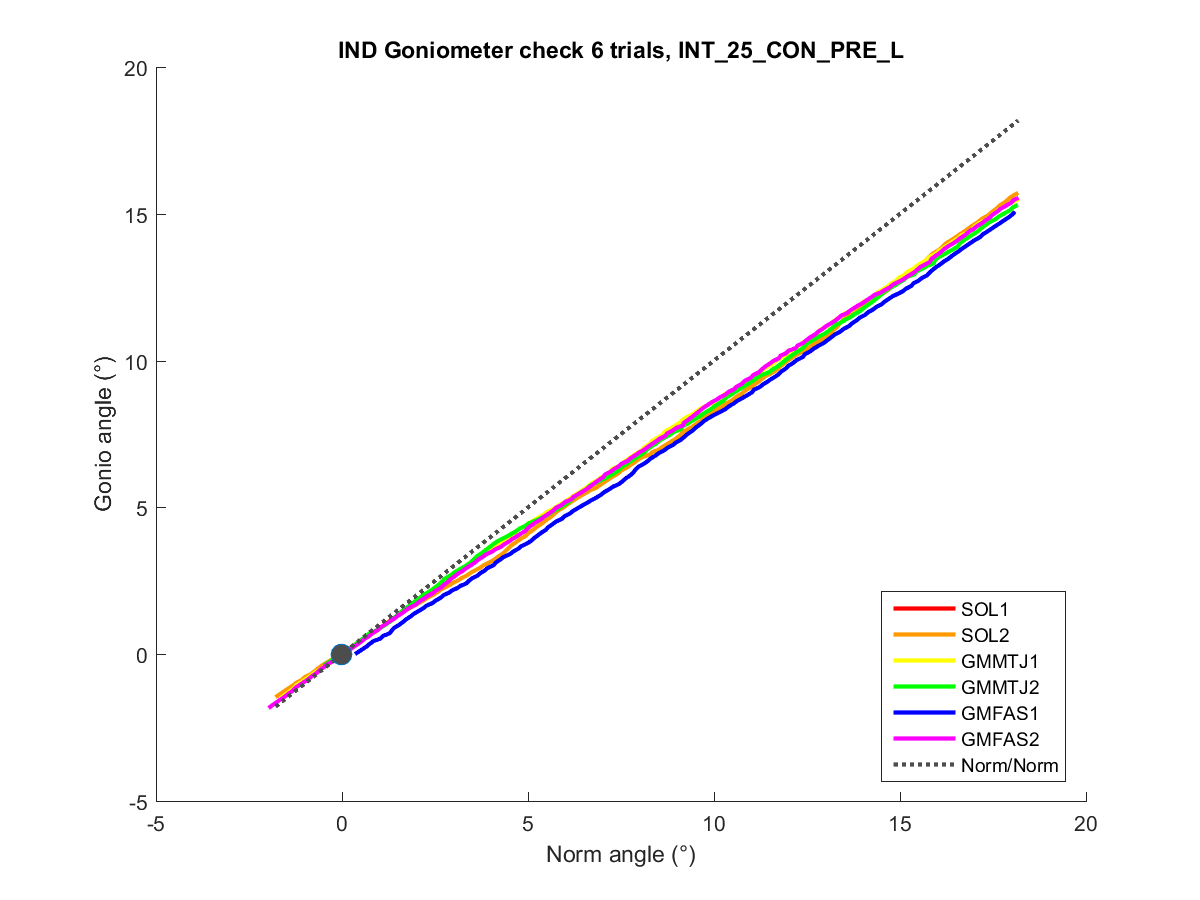 IND Goniometer check 6 trials, INT_25_CON_PRE_L
20
15
10
5
0
-5
Gonio angle (°)
-5
0
5
10
15
20
Norm angle (°)
SOL1
SOL2
GMMTJ1
GMMTJ2
GMFAS1
GMFAS2
Norm/Norm